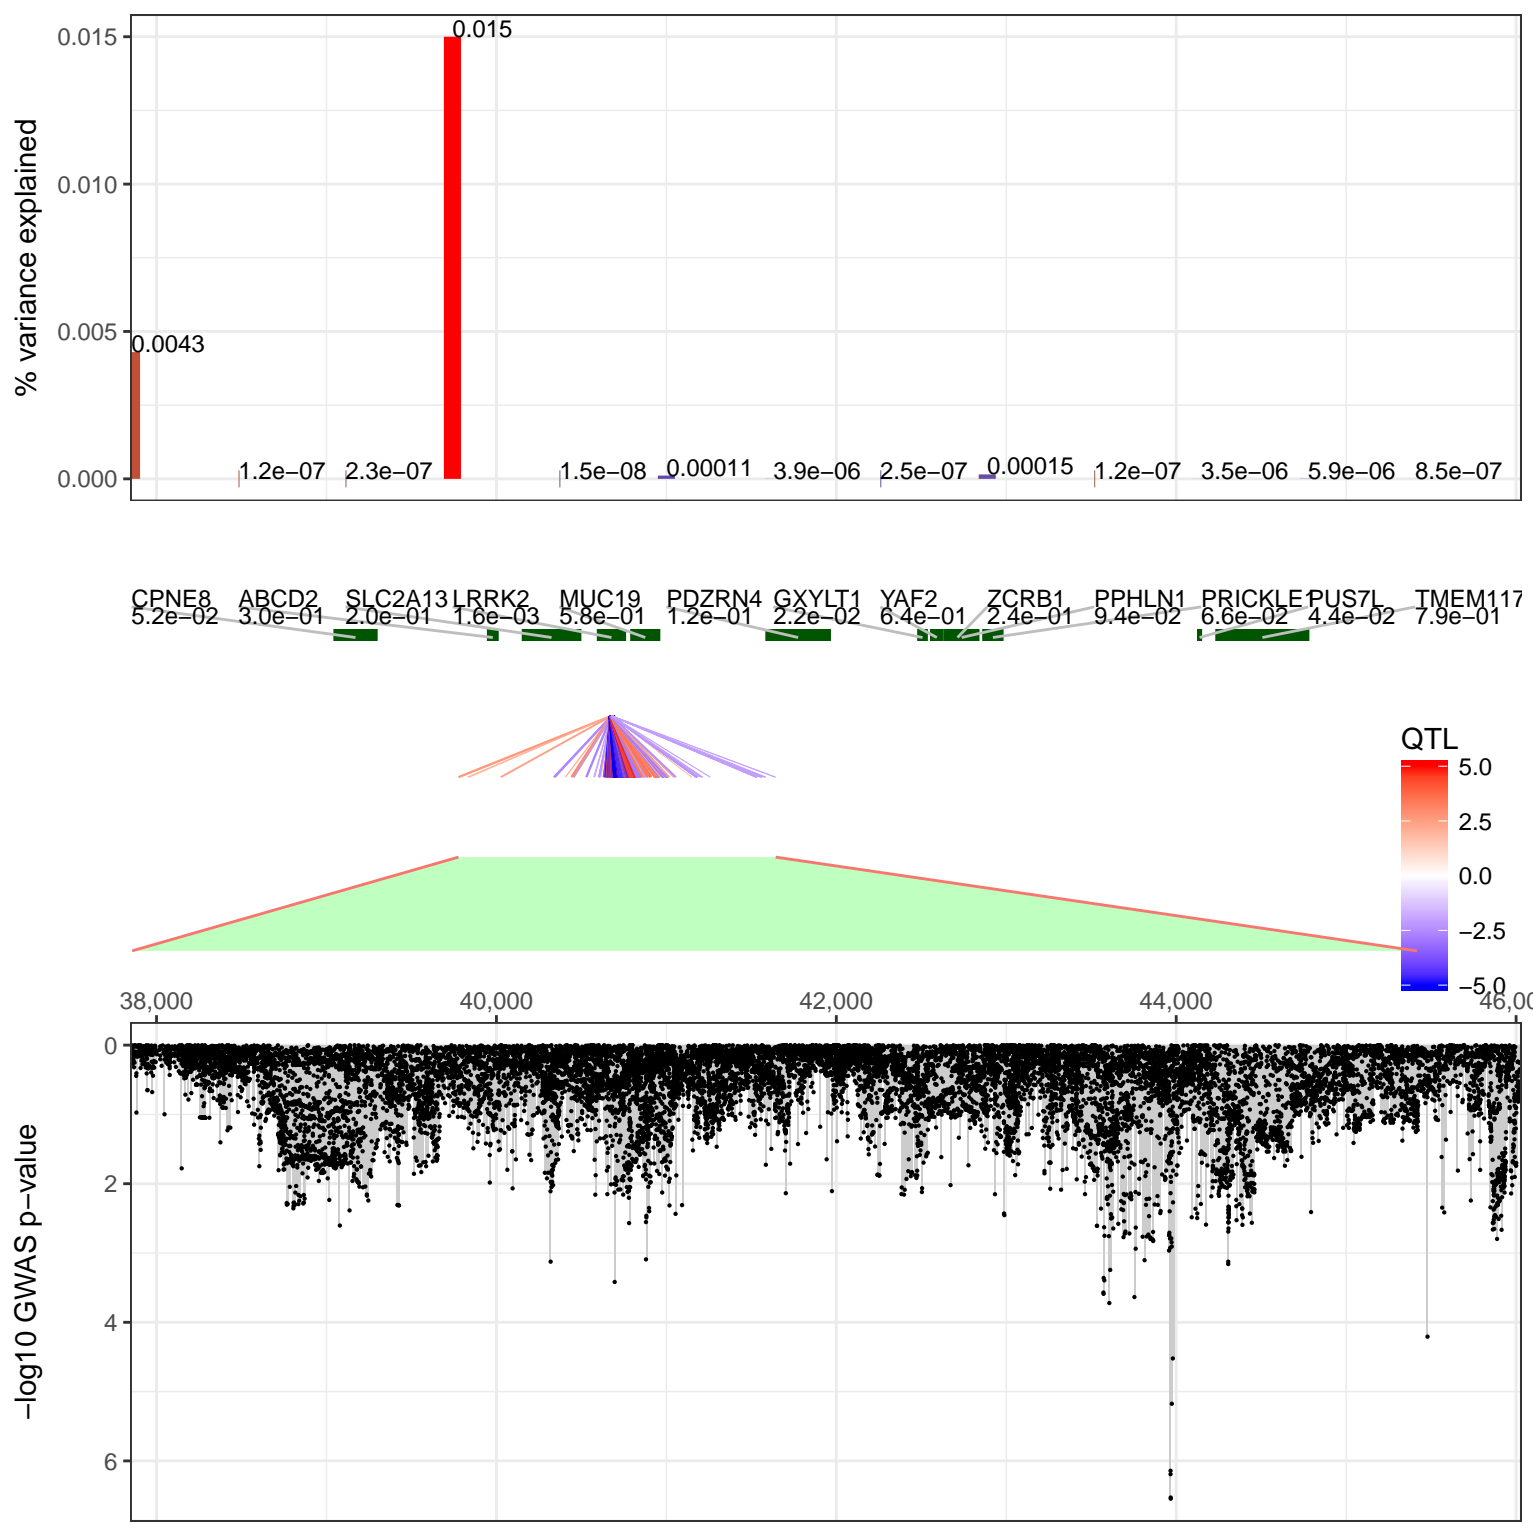 % variance explained
0.015
0.010
0.005
0.000
0.0043
1.2e−07
2.3e−07
0.015
1.5e−08
0.00011
3.9e−06
2.5e−07
0.00015
1.2e−07
3.5e−06
5.9e−06
8.5e−07
CPNE8
5.2e−02
ABCD2
3.0e−01
SLC2A13
2.0e−01
LRRK2
1.6e−03
MUC19
5.8e−01
PDZRN4
1.2e−01
GXYLT1
2.2e−02
YAF2
6.4e−01
ZCRB1
2.4e−01
PPHLN1
9.4e−02
PRICKLE1
6.6e−02
PUS7L
4.4e−02
TMEM117
7.9e−01
QTL
5.0
2.5
0.0
−2.5
−5.0
38,000
40,000
42,000
44,000
46,00
−log10 GWAS p−value
0
2
4
6